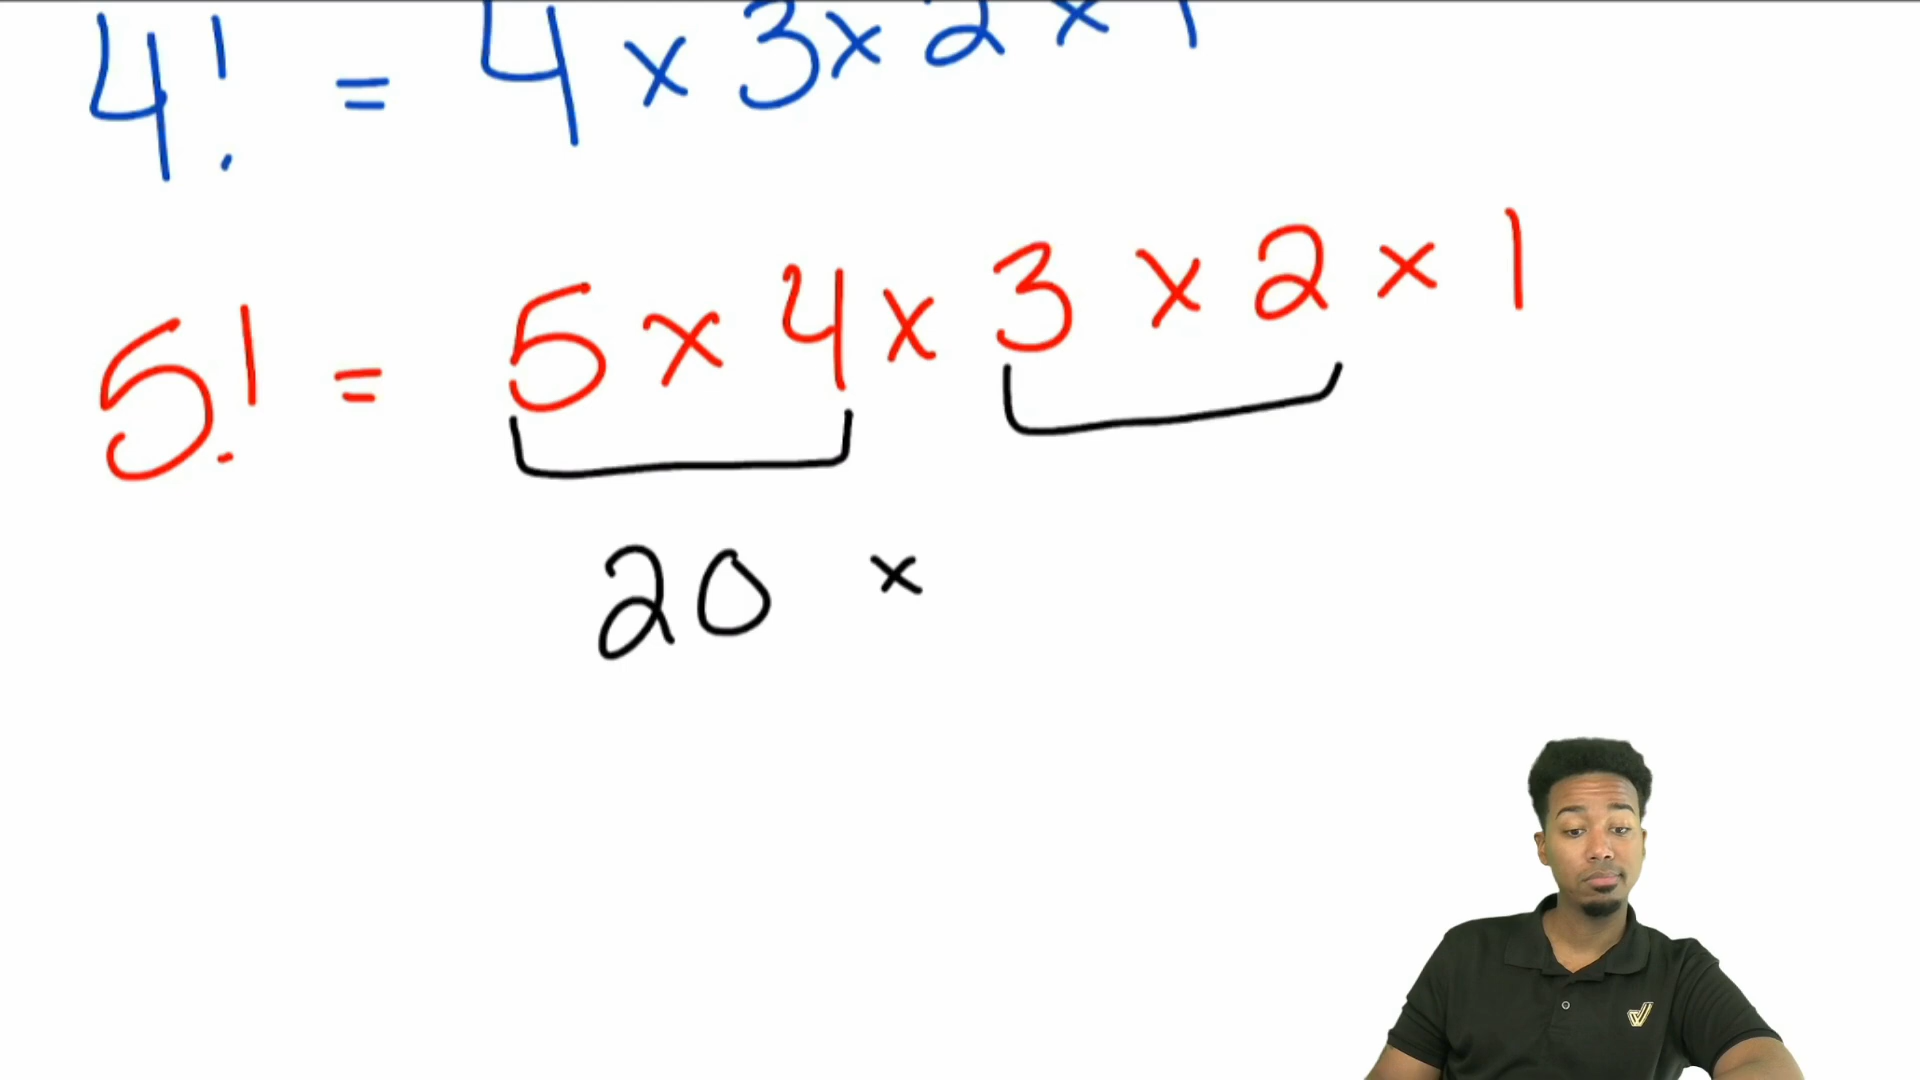 4! = 4 x 3 x 2 x 1
5! = 5 x 4 x 3 x 2 x 1
20 x